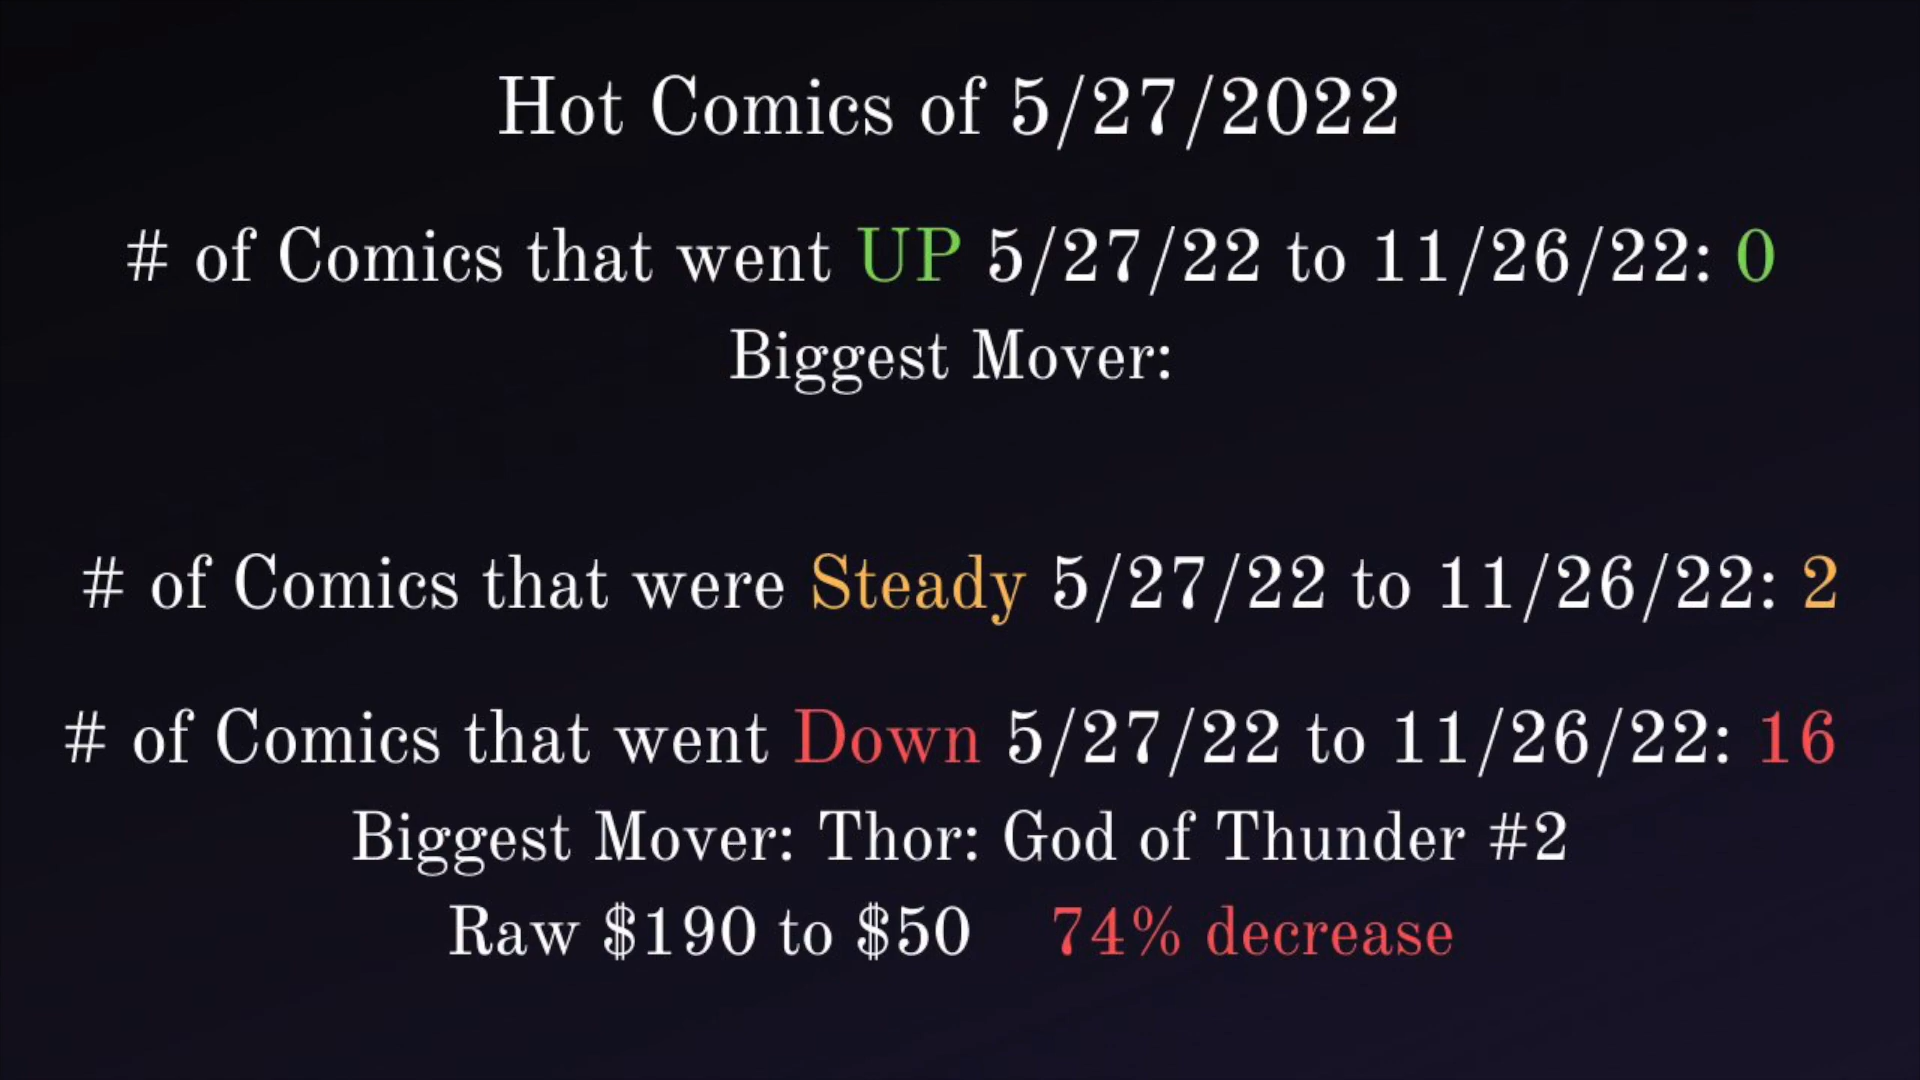 Hot Comics of 5/27/2022
# of Comics that went UP 5/27/22 to 11/26/22: 0
Biggest Mover:
# of Comics that were Steady 5/27/22 to 11/26/22: 2
# of Comics that went Down 5/27/22 to 11/26/22: 16
Biggest Mover: Thor: God of Thunder #2
Raw $190 to $50 74% decrease